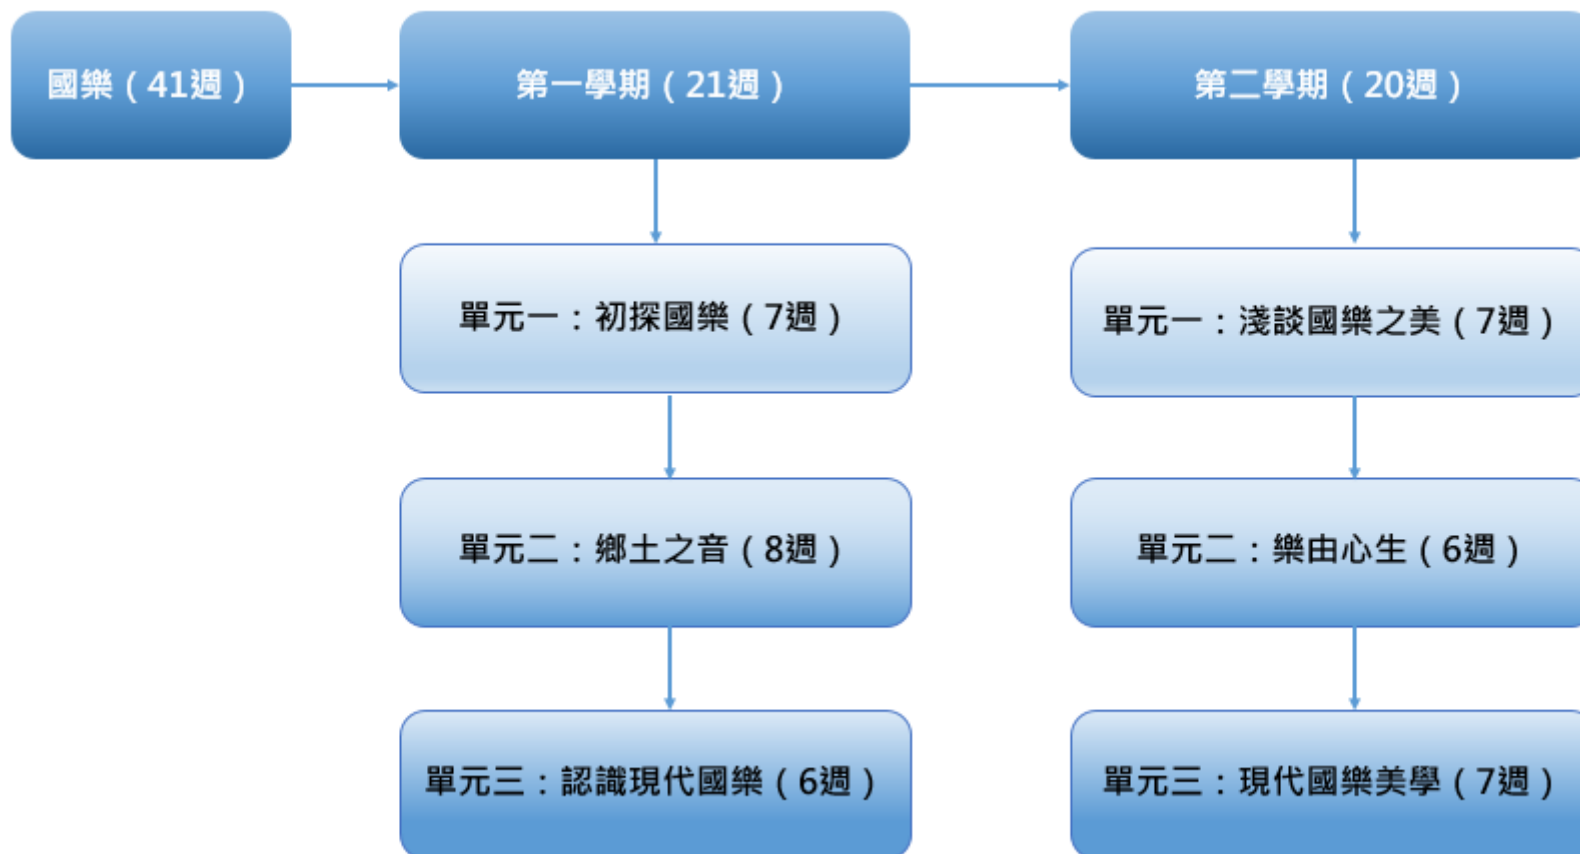 國樂（41週）
第一學期（21週）
第二學期（20週）
單元一：初探國樂（7週）
單元一：淺談國樂之美（7週）
單元二：鄉土之音（8週）
單元二：樂由心生（6週）
單元三：認識現代國樂（6週）
單元三：現代國樂美學（7週）